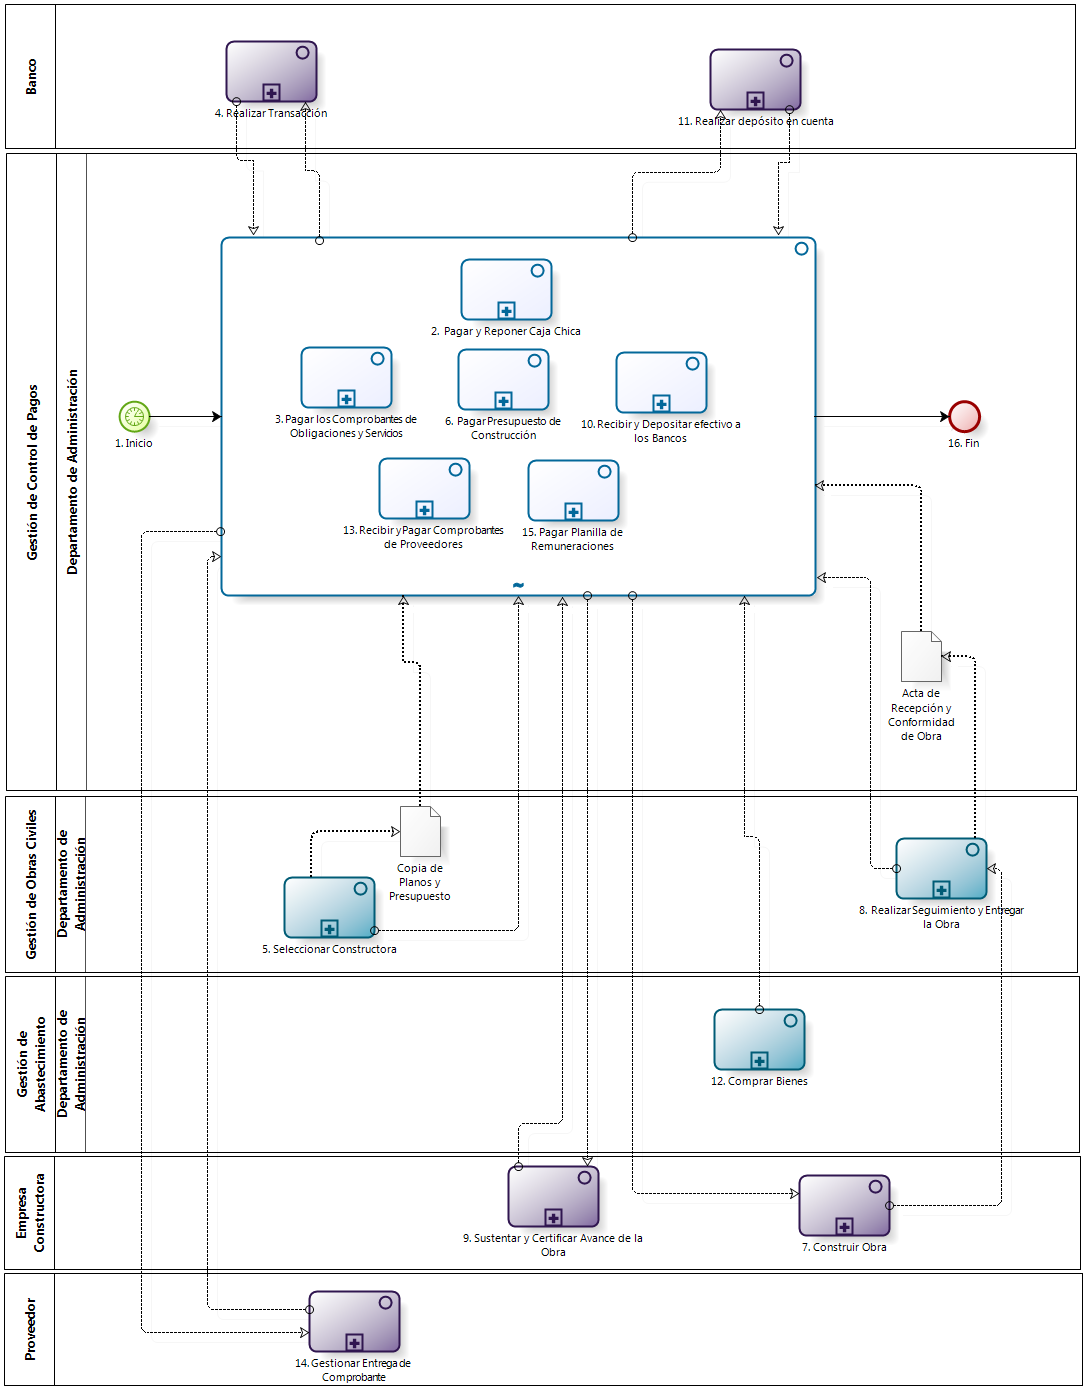 Banco
4. Realizar Transacción
11. Realizar depósito en cuenta
Gestión de Control de Pagos
Departamento de Administración
2. Pagar y Reponer Caja Chica
3. Pagar los Comprobantes de
Obligaciones y Servicios
6. Pagar Presupuesto de
Construcción
10. Recibir y Depositar efectivo a
los Bancos
1. Inicio
16. Fin
13. Recibir y Pagar Comprobantes
de Proveedores
15. Pagar Planilla de
Remuneraciones
Acta de
Recepción y
Conformidad
de Obra
Gestión de Obras Civiles
Departamento de
Administración
Copia de
Planos y
Presupuesto
5. Seleccionar Constructora
8. Realizar Seguimiento y Entregar
la Obra
Gestión de
Abastecimiento
Departamento de
Administración
12. Comprar Bienes
Empresa
Constructora
9. Sustentar y Certificar Avance de la
Obra
7. Construir Obra
Proveedor
14. Gestionar Entrega de
Comprobante